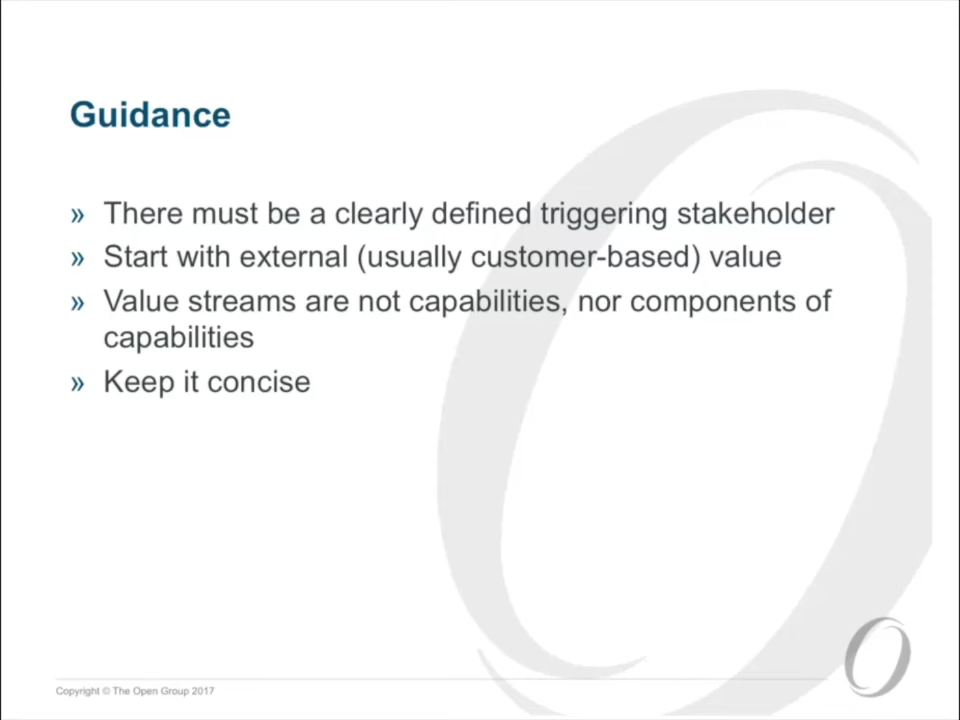 Guidance
» There must be a clearly defined triggering stakeholder
» Start with external (usually customer-based) value
» Value streams are not capabilities, nor components of
capabilities
» Keep it concise
Copyright © The Open Group 2017